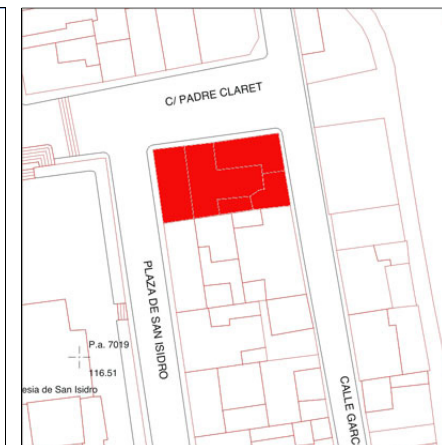 C/ PADRE CLARET
PLAZA DE SAN ISIDRO
P.a. 7019
116.51
esia de San Isidro
CALLE GARC